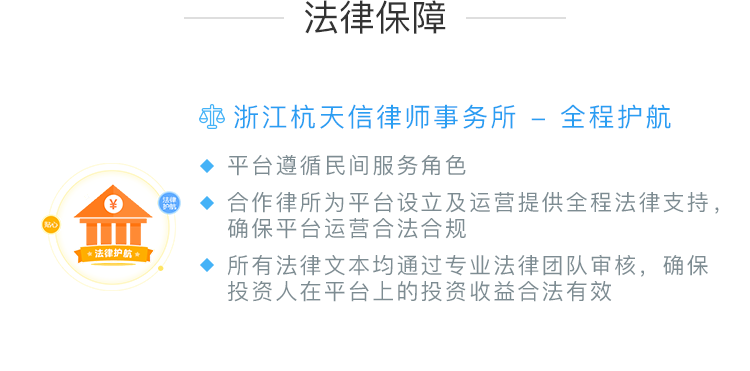 法律保障
浙江杭天信律师事务所 - 全程护航
平台遵循民间服务角色
合作律所为平台设立及运营提供全程法律支持，
确保平台运营合法合规
所有法律文本均通过专业法律团队审核，确保
投资人在平台上的投资收益合法有效
¥
法律
护航
贴心
法律护航